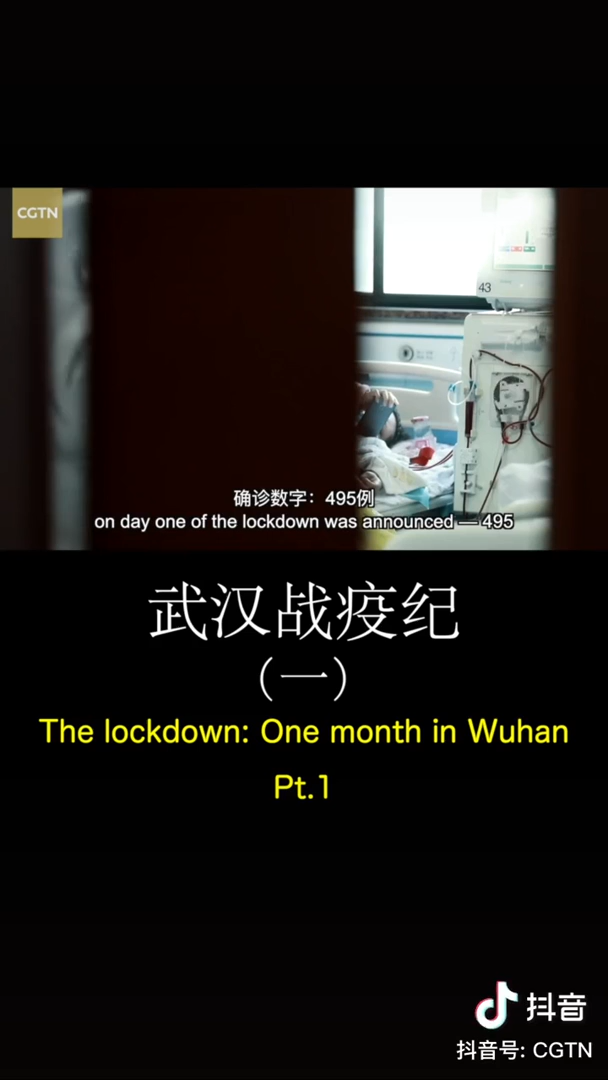 CGTN
43
确诊数字：495例
on day one of the lockdown was announced — 495
武汉战疫纪
（一）
The lockdown: One month in Wuhan
Pt.1
抖音
抖音号: CGTN